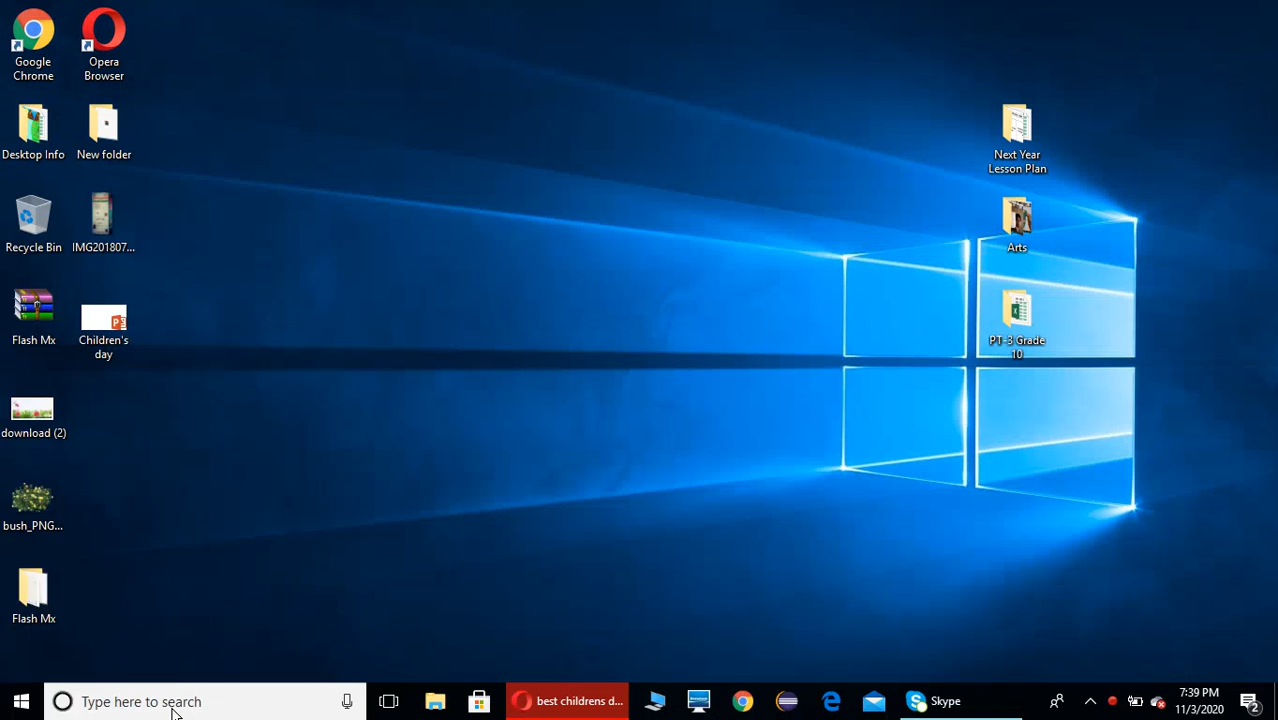 Google
Chrome
Opera
Browser
Desktop Info
New folder
Next Year
Lesson Plan
Recycle Bin
IMG201807...
Arts
Flash Mx
Children's
day
PT-3 Grade
10
download (2)
bush_PNG...
Flash Mx
Type here to search
best childrens d...
Skype
7:39 PM
11/3/2020
2